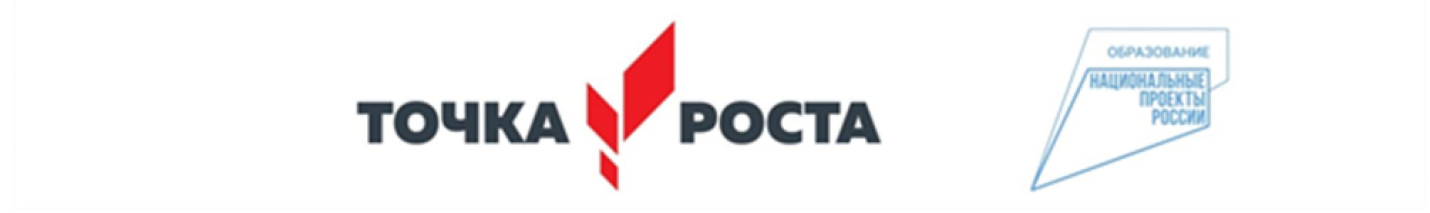 ТОЧКА РОСТА
ОБРАЗОВАНИЕ
НАЦИОНАЛЬНЫЕ
ПРОЕКТЫ
РОССИИ